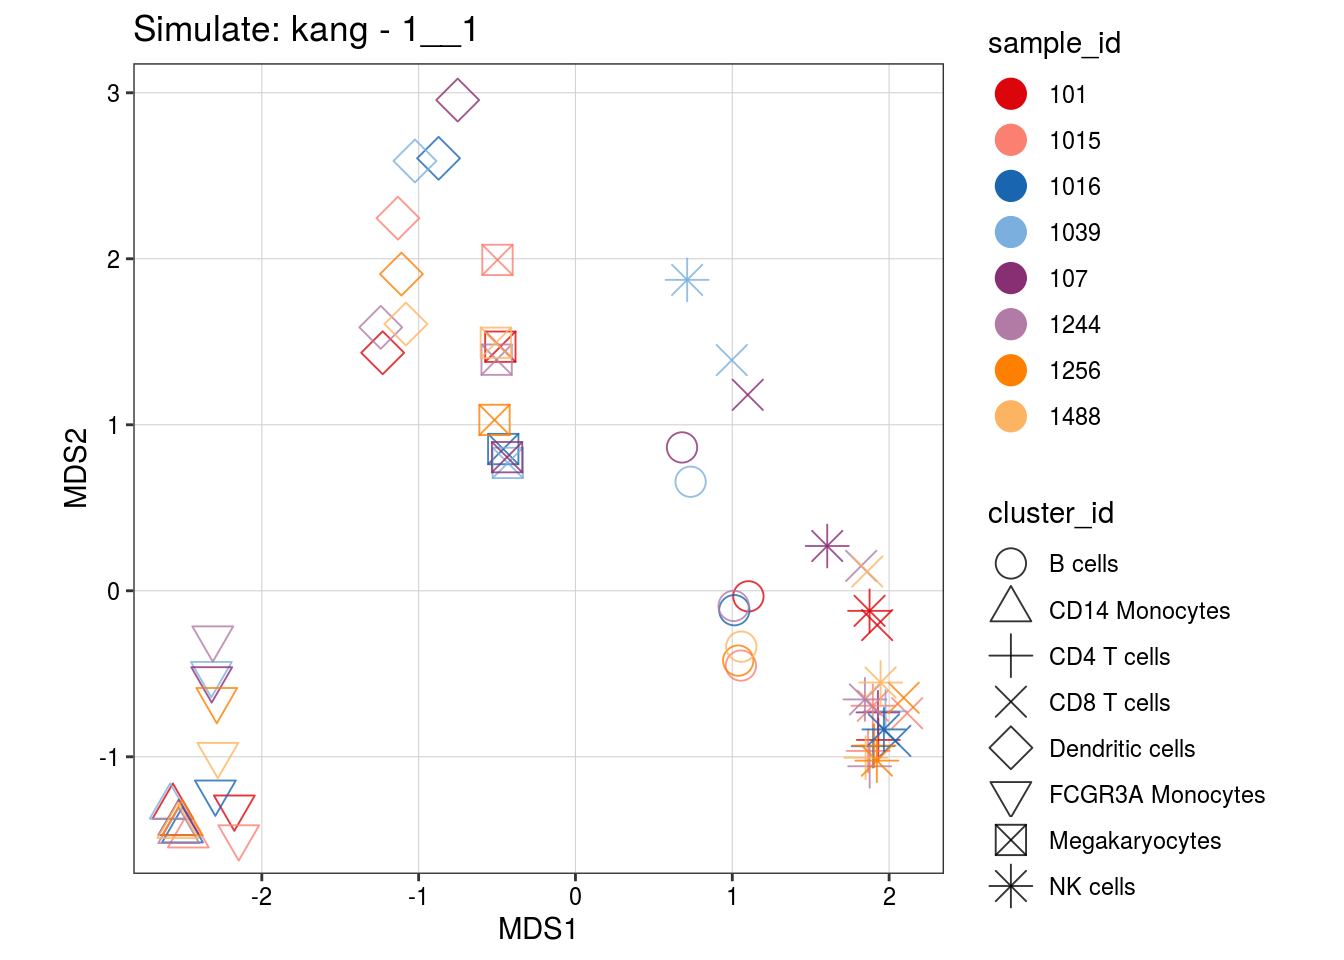 Simulate: kang - 1__1
3
2
1
0
-1
MDS2
-2
-1
0
1
2
MDS1
sample_id
101
1015
1016
1039
107
1244
1256
1488
cluster_id
B cells
CD14 Monocytes
CD4 T cells
CD8 T cells
Dendritic cells
FCGR3A Monocytes
Megakaryocytes
NK cells